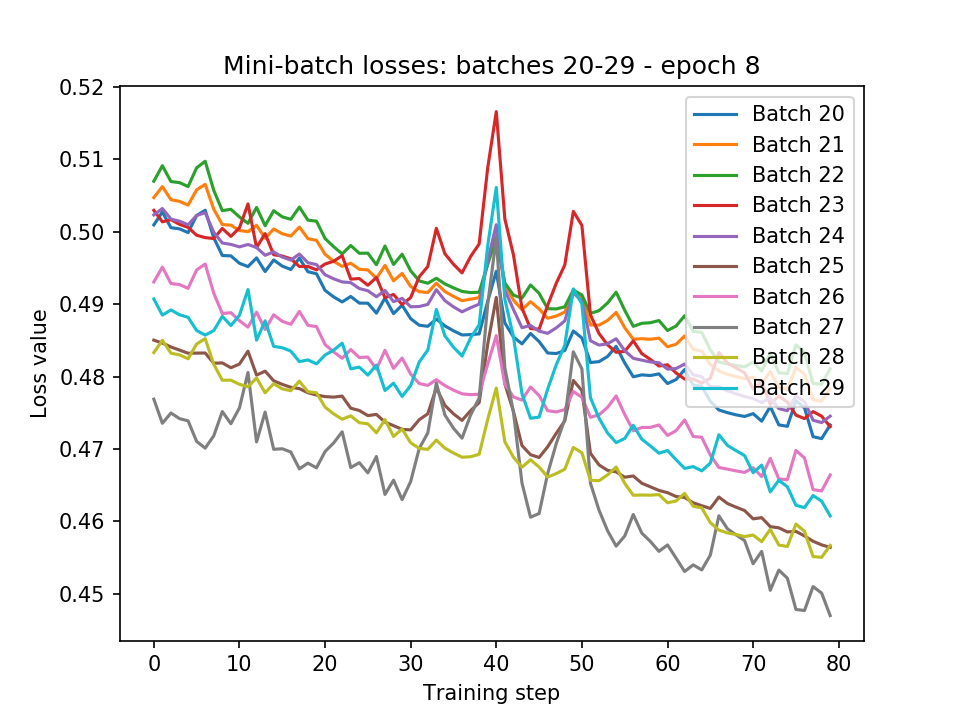 Mini-batch losses: batches 20-29 - epoch 8
0.52
0.51
0.50
0.49
0.48
0.47
0.46
0.45
Loss value
Batch 20
Batch 21
Batch 22
Batch 23
Batch 24
Batch 25
Batch 26
Batch 27
Batch 28
Batch 29
0 10 20 30 40 50 60 70 80
Training step